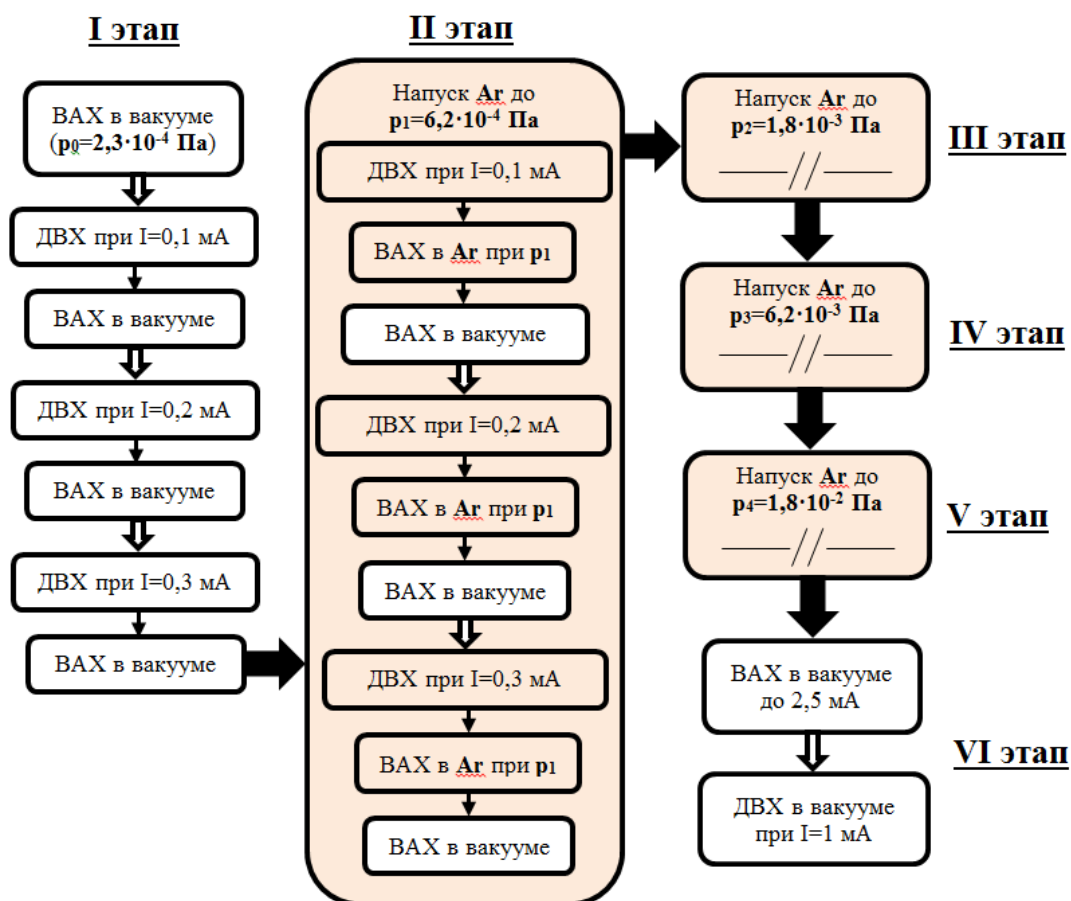 I этап
ВАХ в вакууме
(p0=2,3·10-4 Па)
ДВХ при I=0,1 мА
ВАХ в вакууме
ДВХ при I=0,2 мА
ВАХ в вакууме
ДВХ при I=0,3 мА
ВАХ в вакууме
II этап
Напуск Ar до
p1=6,2·10-4 Па
ДВХ при I=0,1 мА
ВАХ в Ar при p1
ВАХ в вакууме
ДВХ при I=0,2 мА
ВАХ в Ar при p1
ВАХ в вакууме
ДВХ при I=0,3 мА
ВАХ в Ar при p1
ВАХ в вакууме
Напуск Ar до
p2=1,8·10-3 Па
——//——
III этап
Напуск Ar до
p3=6,2·10-3 Па
——//——
IV этап
Напуск Ar до
p4=1,8·10-2 Па
——//——
V этап
ВАХ в вакууме
до 2,5 мА
VI этап
ДВХ в вакууме
при I=1 мА